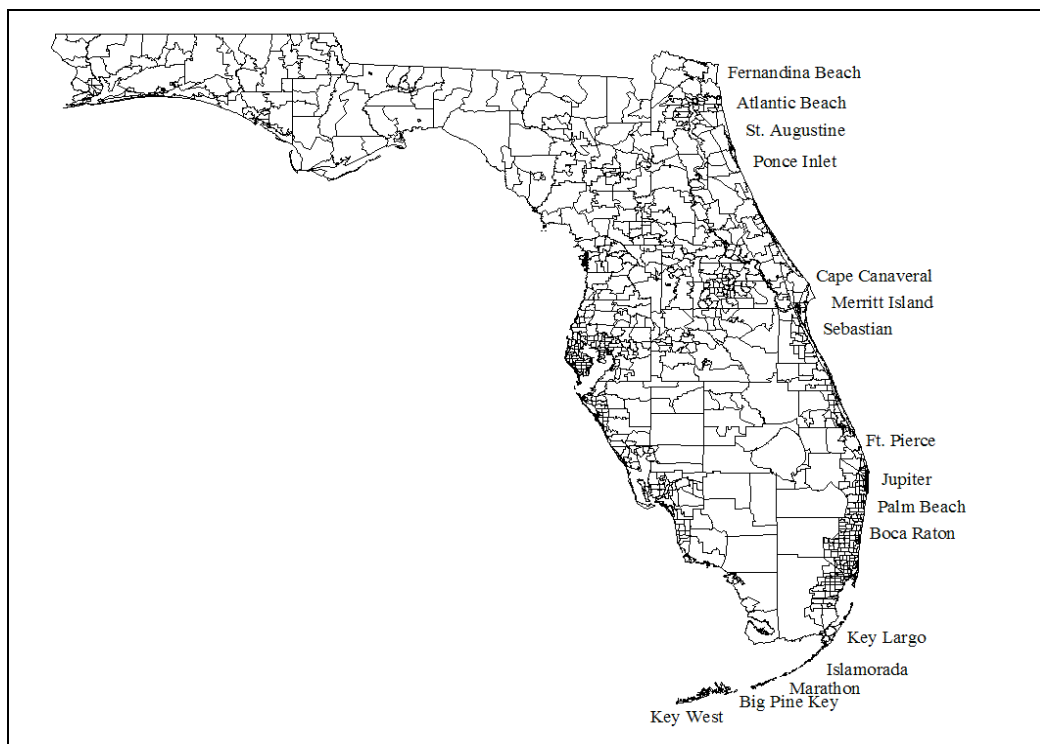 Fernandina Beach
Atlantic Beach
St. Augustine
Ponce Inlet
Cape Canaveral
Merritt Island
Sebastian
Ft. Pierce
Jupiter
Palm Beach
Boca Raton
Key Largo
Islamorada
Marathon
Big Pine Key
Key West